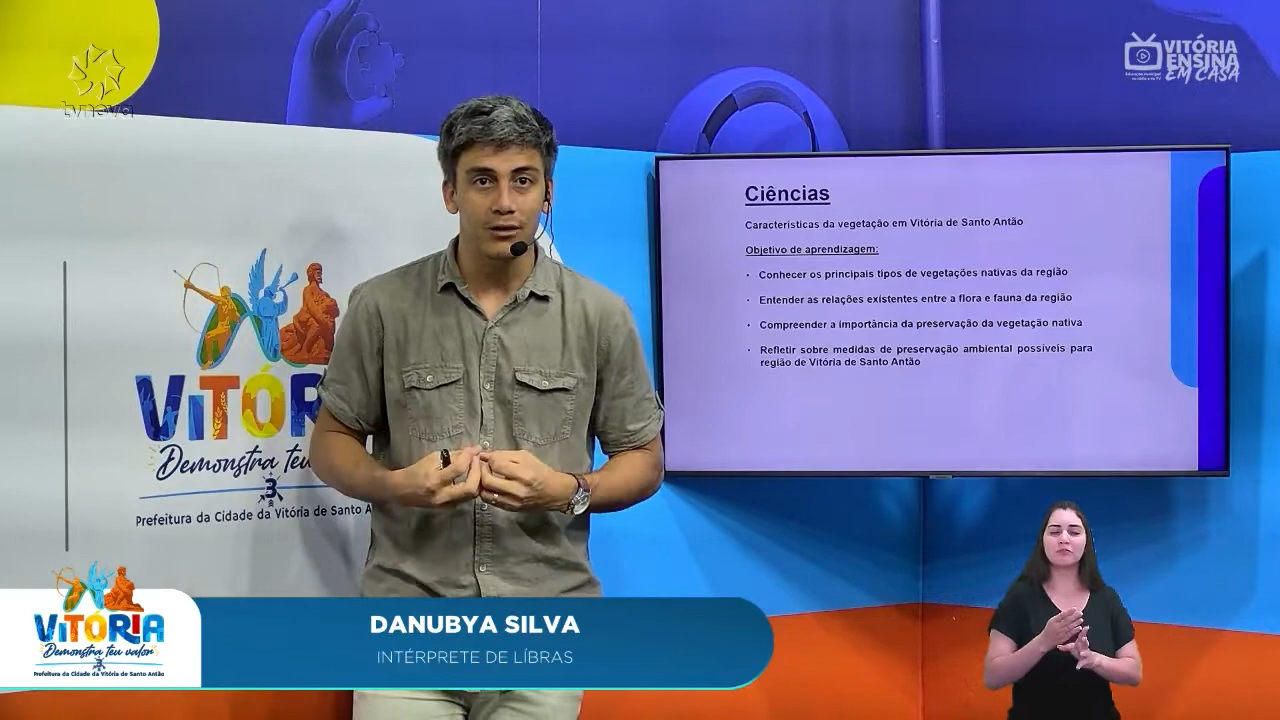 tvnova
VITÓRIA
ENSINA
EM CASA
Ciências
Características da vegetação em Vitória de Santo Antão
Objetivo de aprendizagem:
• Conhecer os principais tipos de vegetações nativas da região
• Entender as relações existentes entre a flora e fauna da região
• Compreender a importância da preservação da vegetação nativa
• Refletir sobre medidas de preservação ambiental possíveis para
região de Vitória de Santo Antão
VITÓR
Demonstra teu
Prefeitura da Cidade da Vitória de Santo A
VITÓRIA
Demonstra teu valor
Prefeitura da Cidade da Vitória de Santo Antão
DANUBYA SILVA
INTÉRPRETE DE LÍBRAS